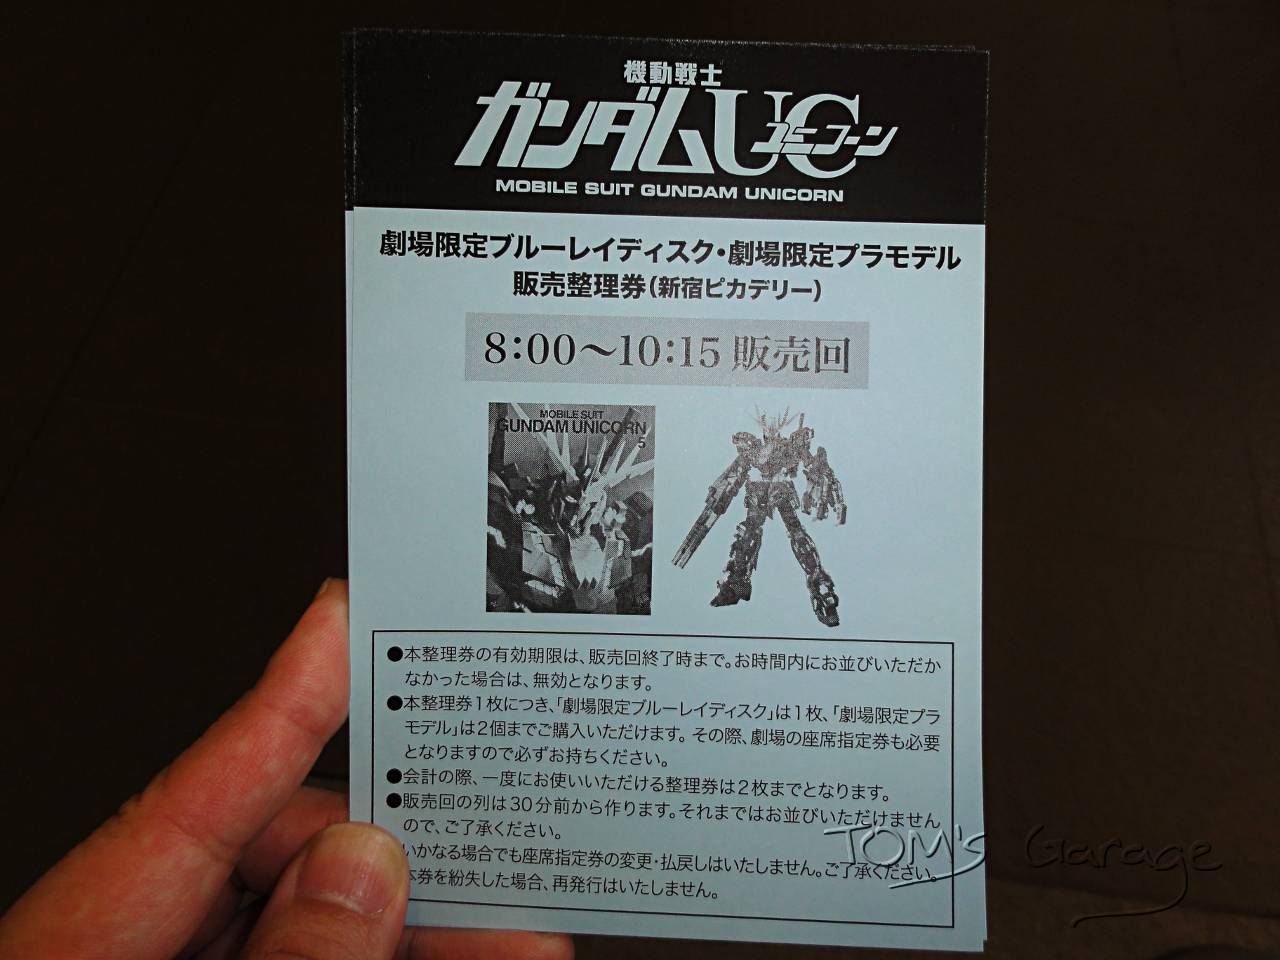 機動戦士
ガンダムUC
ユニコーン
MOBILE SUIT GUNDAM UNICORN
劇場限定ブルーレイディスク・劇場限定プラモデル
販売整理券(新宿ピカデリー)
8:00〜10:15 販売回
MOBILE SUIT
GUNDAM UNICORN
5
●本整理券の有効期限は、販売回終了時まで。お時間内にお並びいただか
なかった場合は、無効となります。
●本整理券1枚につき、「劇場限定ブルーレイディスク」は1枚、「劇場限定プラ
モデル」は2個までご購入いただけます。その際、劇場の座席指定券も必要
となりますので必ずお持ちください。
●会計の際、一度にお使いいただける整理券は2枚までとなります。
●販売回の列は30分前から作ります。それまではお並びいただけません
ので、ご了承ください。
いかなる場合でも座席指定券の変更・払戻しはいたしません。ご了承ください。
本券を紛失した場合、再発行はいたしません。
TOM's Garage